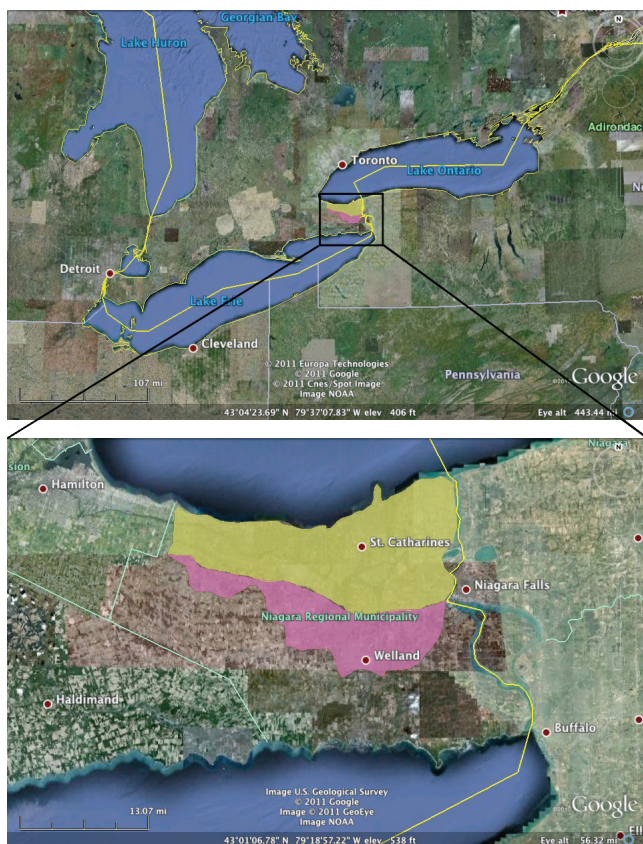 Georgian Bay
Lake Huron
Adirondac
Toronto
Lake Ontario
Detroit
Lake Erie
Cleveland
© 2011 Europa Technologies
© 2011 Google
© 2011 Cnes/Spot Image
Image NOAA
Pennsylvania
Google
107 mi
43°04'23.69" N 79°37'07.83" W elev 406 ft
Eye alt 443.44 mi
Niagara
N
sion
Hamilton
St. Catharines
Niagara Falls
Niagara Regional Municipality
Welland
Haldimand
Buffalo
Image U.S. Geological Survey
© 2011 Google
Image © 2011 GeoEye
Image NOAA
Google
13.07 mi
43°01'06.78" N 79°18'57.22" W elev 538 ft
Eye alt 56.32 mi